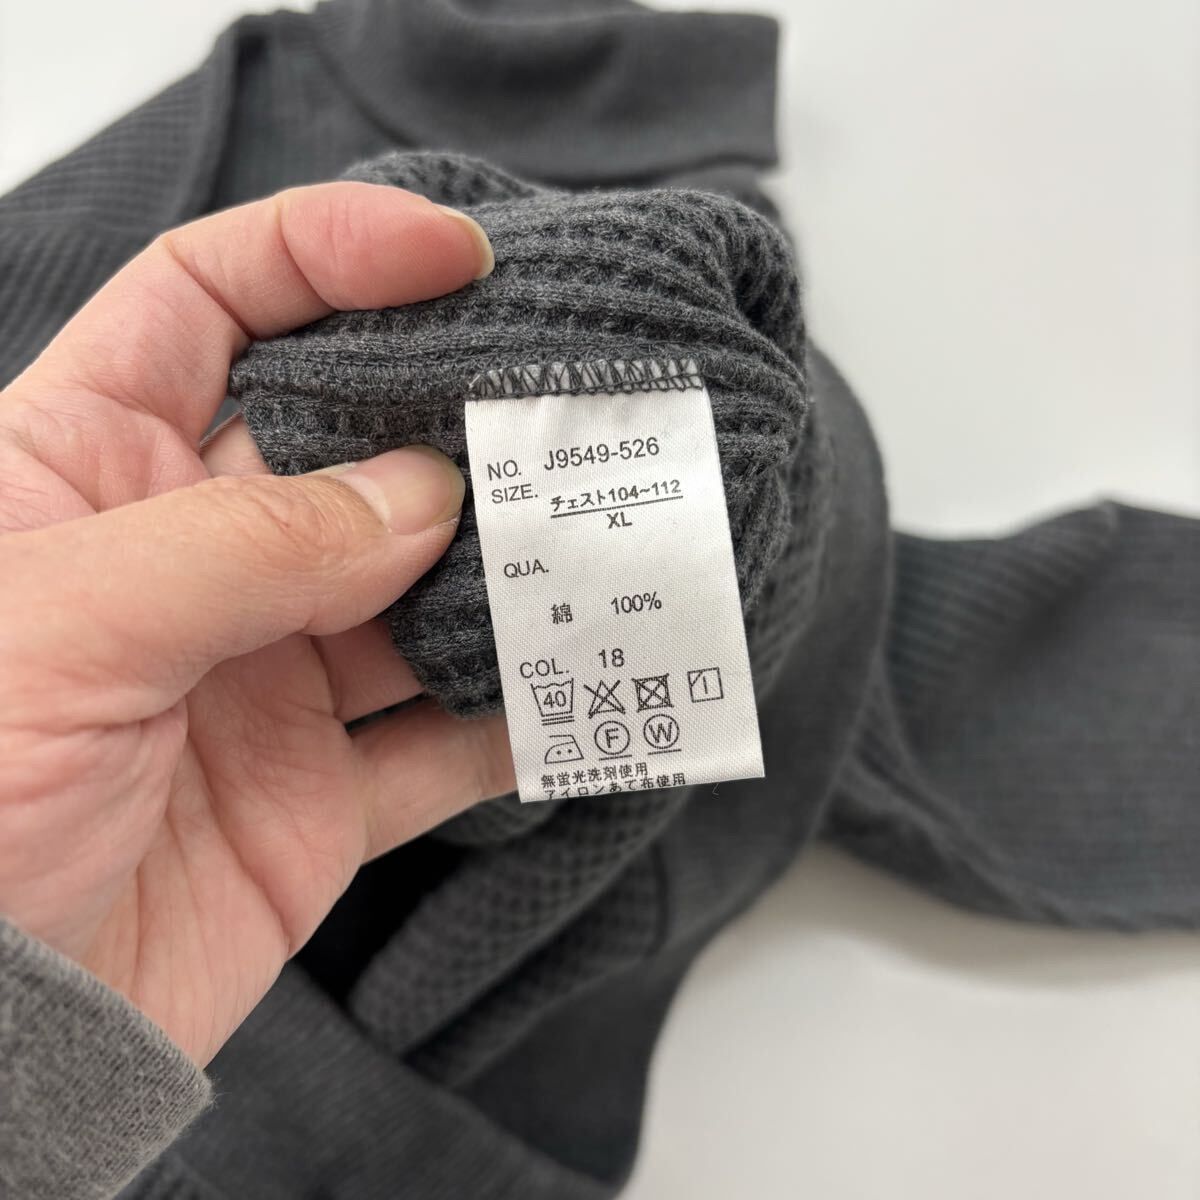 NO. J9549-526
SIZE. チェスト104~112
XL
QUA.
綿 100%
COL. 18
40
F W
無蛍光洗剤使用
アイロンあて布使用